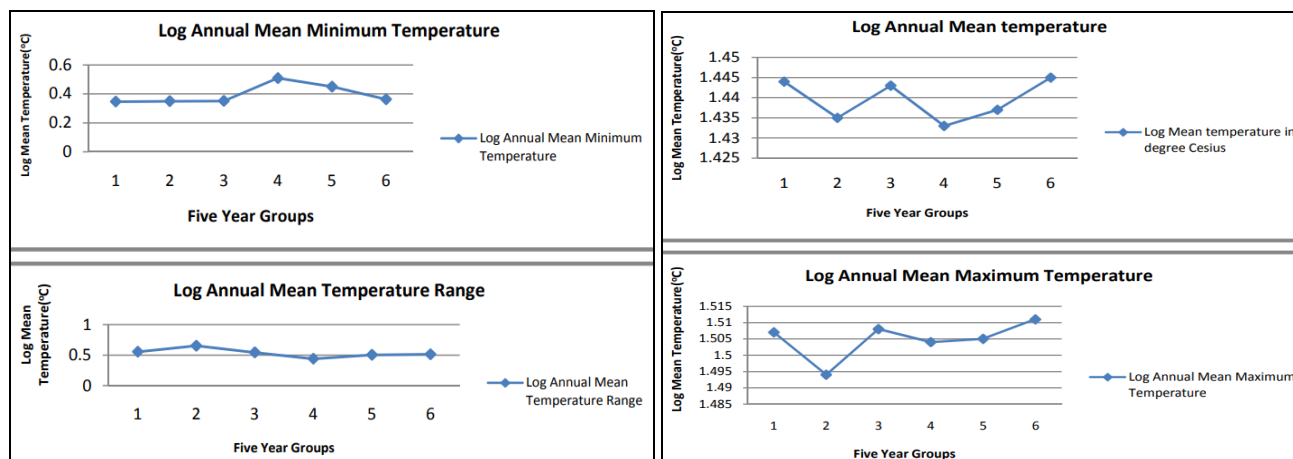 Log Annual Mean Minimum Temperature
Log Mean Temperature(ºC)
0.6
0.4
0.2
0
1 2 3 4 5 6
Five Year Groups
Log Annual Mean Minimum
Temperature
Log Annual Mean Temperature Range
Log Mean
Temperature(ºC)
1
0.5
0
1 2 3 4 5 6
Five Year Groups
Log Annual Mean
Temperature Range
Log Annual Mean temperature
Log Mean Temperature(ºC)
1.45
1.445
1.44
1.435
1.43
1.425
1 2 3 4 5 6
Five Year Groups
Log Mean temperature in
degree Cesius
Log Annual Mean Maximum Temperature
Log Mean Temperature(ºC)
1.515
1.51
1.505
1.5
1.495
1.49
1.485
1 2 3 4 5 6
Five Year Groups
Log Annual Mean Maximum
Temperature